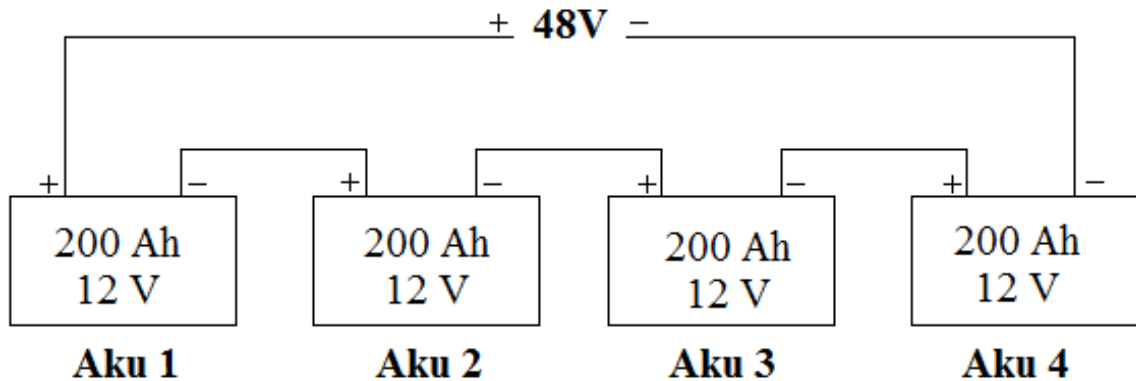 + 48V −
+ − + − + − + −
200 Ah 200 Ah 200 Ah 200 Ah
12 V 12 V 12 V 12 V
Aku 1 Aku 2 Aku 3 Aku 4